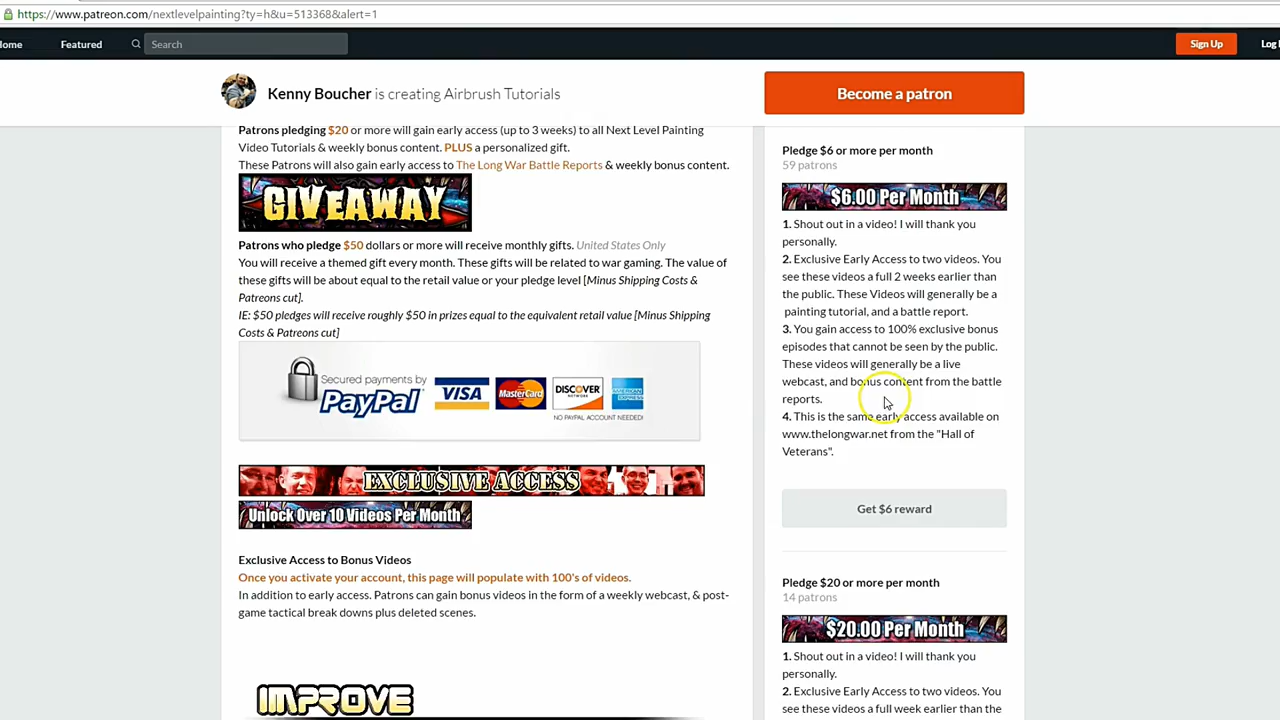 https://www.patreon.com/nextlevelpainting?ty=h&u=513368&alert=1
Home Featured Search Sign Up Log I
Kenny Boucher is creating Airbrush Tutorials
Become a patron
Patrons pledging $20 or more will gain early access (up to 3 weeks) to all Next Level Painting
Video Tutorials & weekly bonus content. PLUS a personalized gift.
These Patrons will also gain early access to The Long War Battle Reports & weekly bonus content.
GIVEAWAY
Patrons who pledge $50 dollars or more will receive monthly gifts. United States Only
You will receive a themed gift every month. These gifts will be related to war gaming. The value of
these gifts will be about equal to the retail value or your pledge level [Minus Shipping Costs &
Patreons cut].
IE: $50 pledges will receive roughly $50 in prizes equal to the equivalent retail value [Minus Shipping
Costs & Patreons cut]
Secured payments by
PayPal VISA MasterCard DISCOVER NETWORK AMERICAN EXPRESS
NO PAYPAL ACCOUNT NEEDED!
EXCLUSIVE ACCESS
Unlock Over 10 Videos Per Month
Exclusive Access to Bonus Videos
Once you activate your account, this page will populate with 100's of videos.
In addition to early access. Patrons can gain bonus videos in the form of a weekly webcast, & post-
game tactical break downs plus deleted scenes.
IMPROVE
Pledge $6 or more per month
59 patrons
$6.00 Per Month
1. Shout out in a video! I will thank you
personally.
2. Exclusive Early Access to two videos. You
see these videos a full 2 weeks earlier than
the public. These Videos will generally be a
painting tutorial, and a battle report.
3. You gain access to 100% exclusive bonus
episodes that cannot be seen by the public.
These videos will generally be a live
webcast, and bonus content from the battle
reports.
4. This is the same early access available on
www.thelongwar.net from the "Hall of
Veterans".
Get $6 reward
Pledge $20 or more per month
14 patrons
$20.00 Per Month
1. Shout out in a video! I will thank you
personally.
2. Exclusive Early Access to two videos. You
see these videos a full week earlier than the